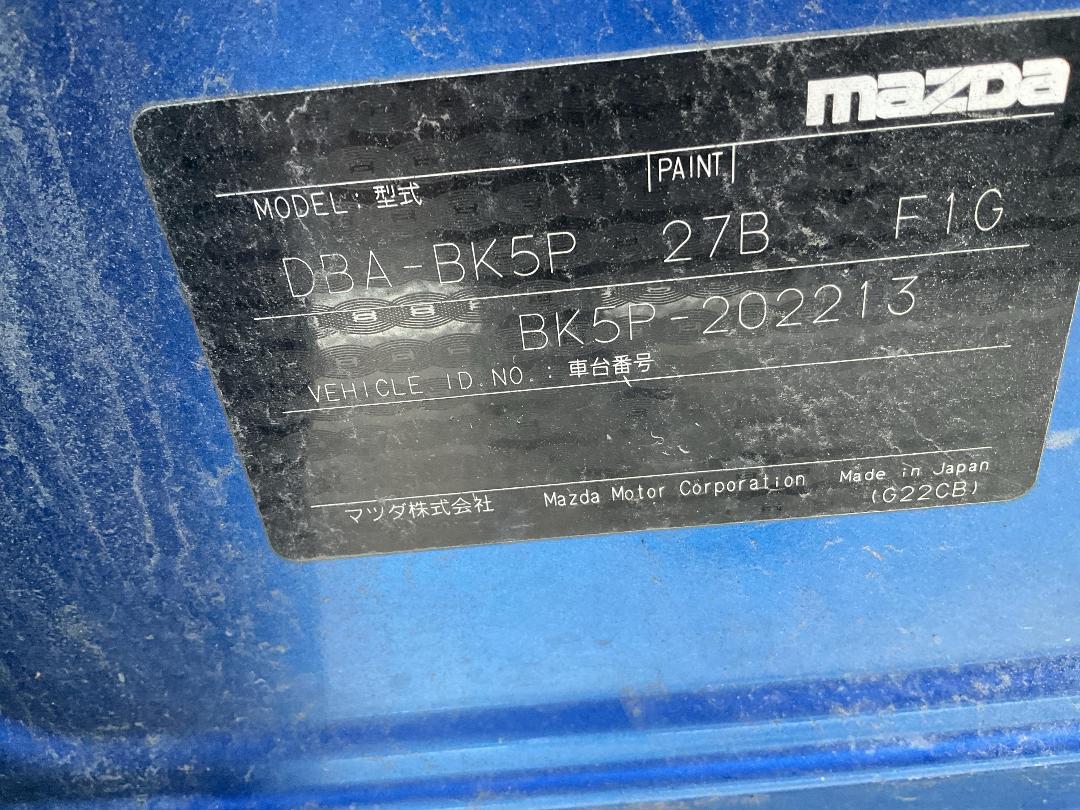 mazda
PAINT
MODEL : 型式
DBA-BK5P 27B F1G
BK5P-202213
VEHICLE ID.NO. : 車台番号
マツダ株式会社 Mazda Motor Corporation Made in Japan
(G22CB)